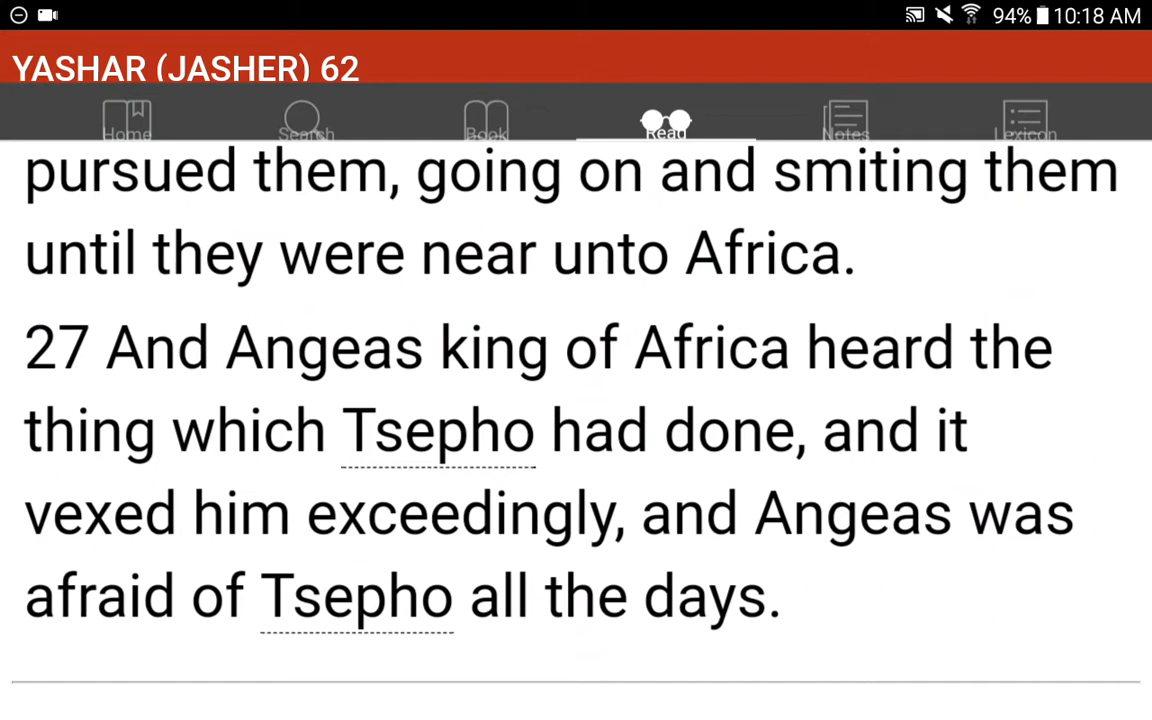 94% 10:18 AM
YASHAR (JASHER) 62
Home Search Book Read Notes Lexicon
pursued them, going on and smiting them
until they were near unto Africa.
27 And Angeas king of Africa heard the
thing which Tsepho had done, and it
vexed him exceedingly, and Angeas was
afraid of Tsepho all the days.